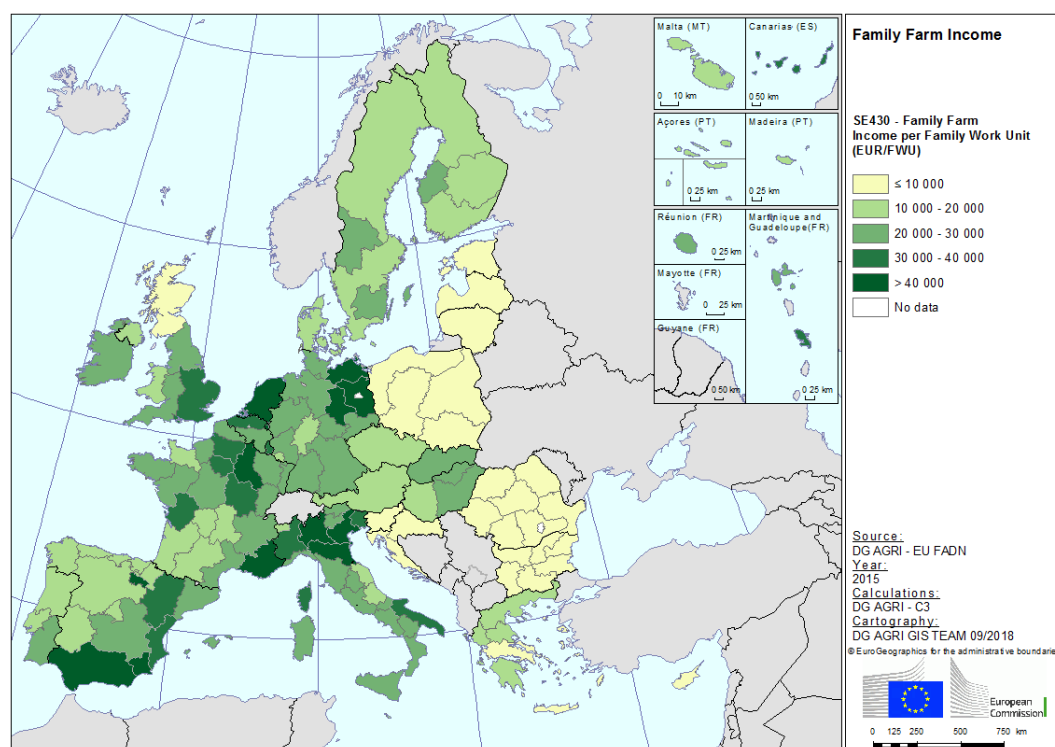 Malta (MT)
0 10 km
Canarias (ES)
0 50 km
Açores (PT)
0 25 km
Madeira (PT)
0 25 km
Réunion (FR)
0 25 km
Martinique and
Guadeloupe(FR)
0 25 km
Mayotte (FR)
0 25 km
Guyane (FR)
0 50 km
Family Farm Income
SE430 - Family Farm
Income per Family Work Unit
(EUR/FWU)
≤ 10 000
10 000 - 20 000
20 000 - 30 000
30 000 - 40 000
> 40 000
No data
Source:
DG AGRI - EU FADN
Year:
2015
Calculations:
DG AGRI - C3
Cartography:
DG AGRI GIS TEAM 09/2018
© EuroGeographics for the administrative boundarie
European
Commission
0 125 250 500 750 km